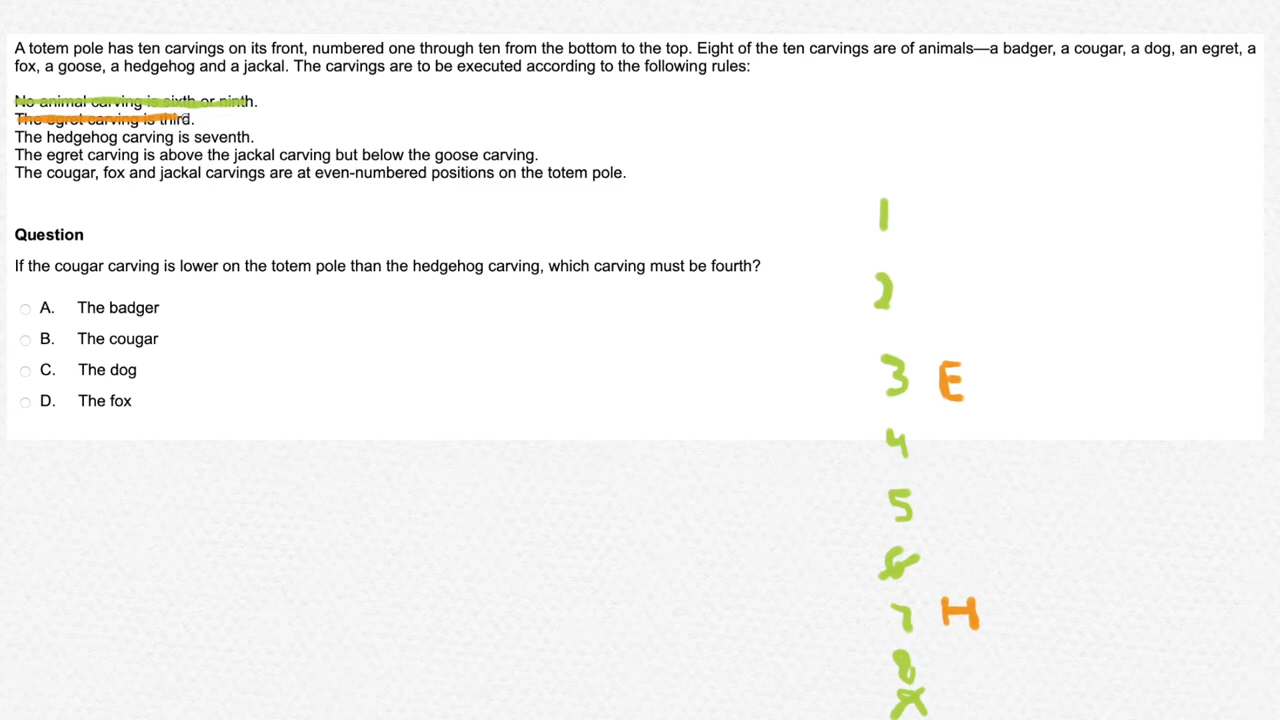 A totem pole has ten carvings on its front, numbered one through ten from the bottom to the top. Eight of the ten carvings are of animals—a badger, a cougar, a dog, an egret, a
fox, a goose, a hedgehog and a jackal. The carvings are to be executed according to the following rules:
No animal carving is sixth or ninth.
The egret carving is third.
The hedgehog carving is seventh.
The egret carving is above the jackal carving but below the goose carving.
The cougar, fox and jackal carvings are at even-numbered positions on the totem pole.
Question
If the cougar carving is lower on the totem pole than the hedgehog carving, which carving must be fourth?
A. The badger
B. The cougar
C. The dog
D. The fox
1
2
3 E
4
5
6
7 H
8
9